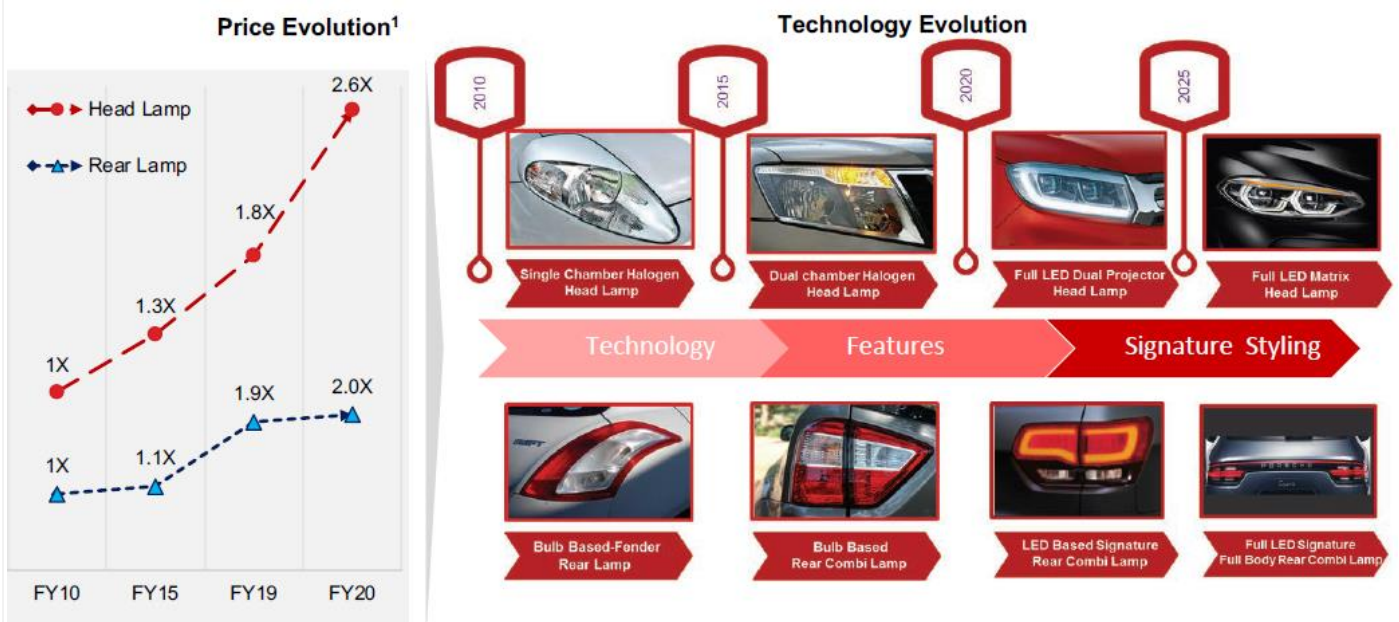 Price Evolution¹
Technology Evolution
Head Lamp
Rear Lamp
2.6X
1.8X
1.3X
1X
2.0X
1.9X
1.1X
1X
FY10
FY15
FY19
FY20
2010
2015
2020
2025
Single Chamber Halogen
Head Lamp
Dual chamber Halogen
Head Lamp
Full LED Dual Projector
Head Lamp
Full LED Matrix
Head Lamp
Technology
Features
Signature Styling
SWIFT
PORSCHE
Bulb Based-Fender
Rear Lamp
Bulb Based
Rear Combi Lamp
LED Based Signature
Rear Combi Lamp
Full LED Signature
Full Body Rear Combi Lamp